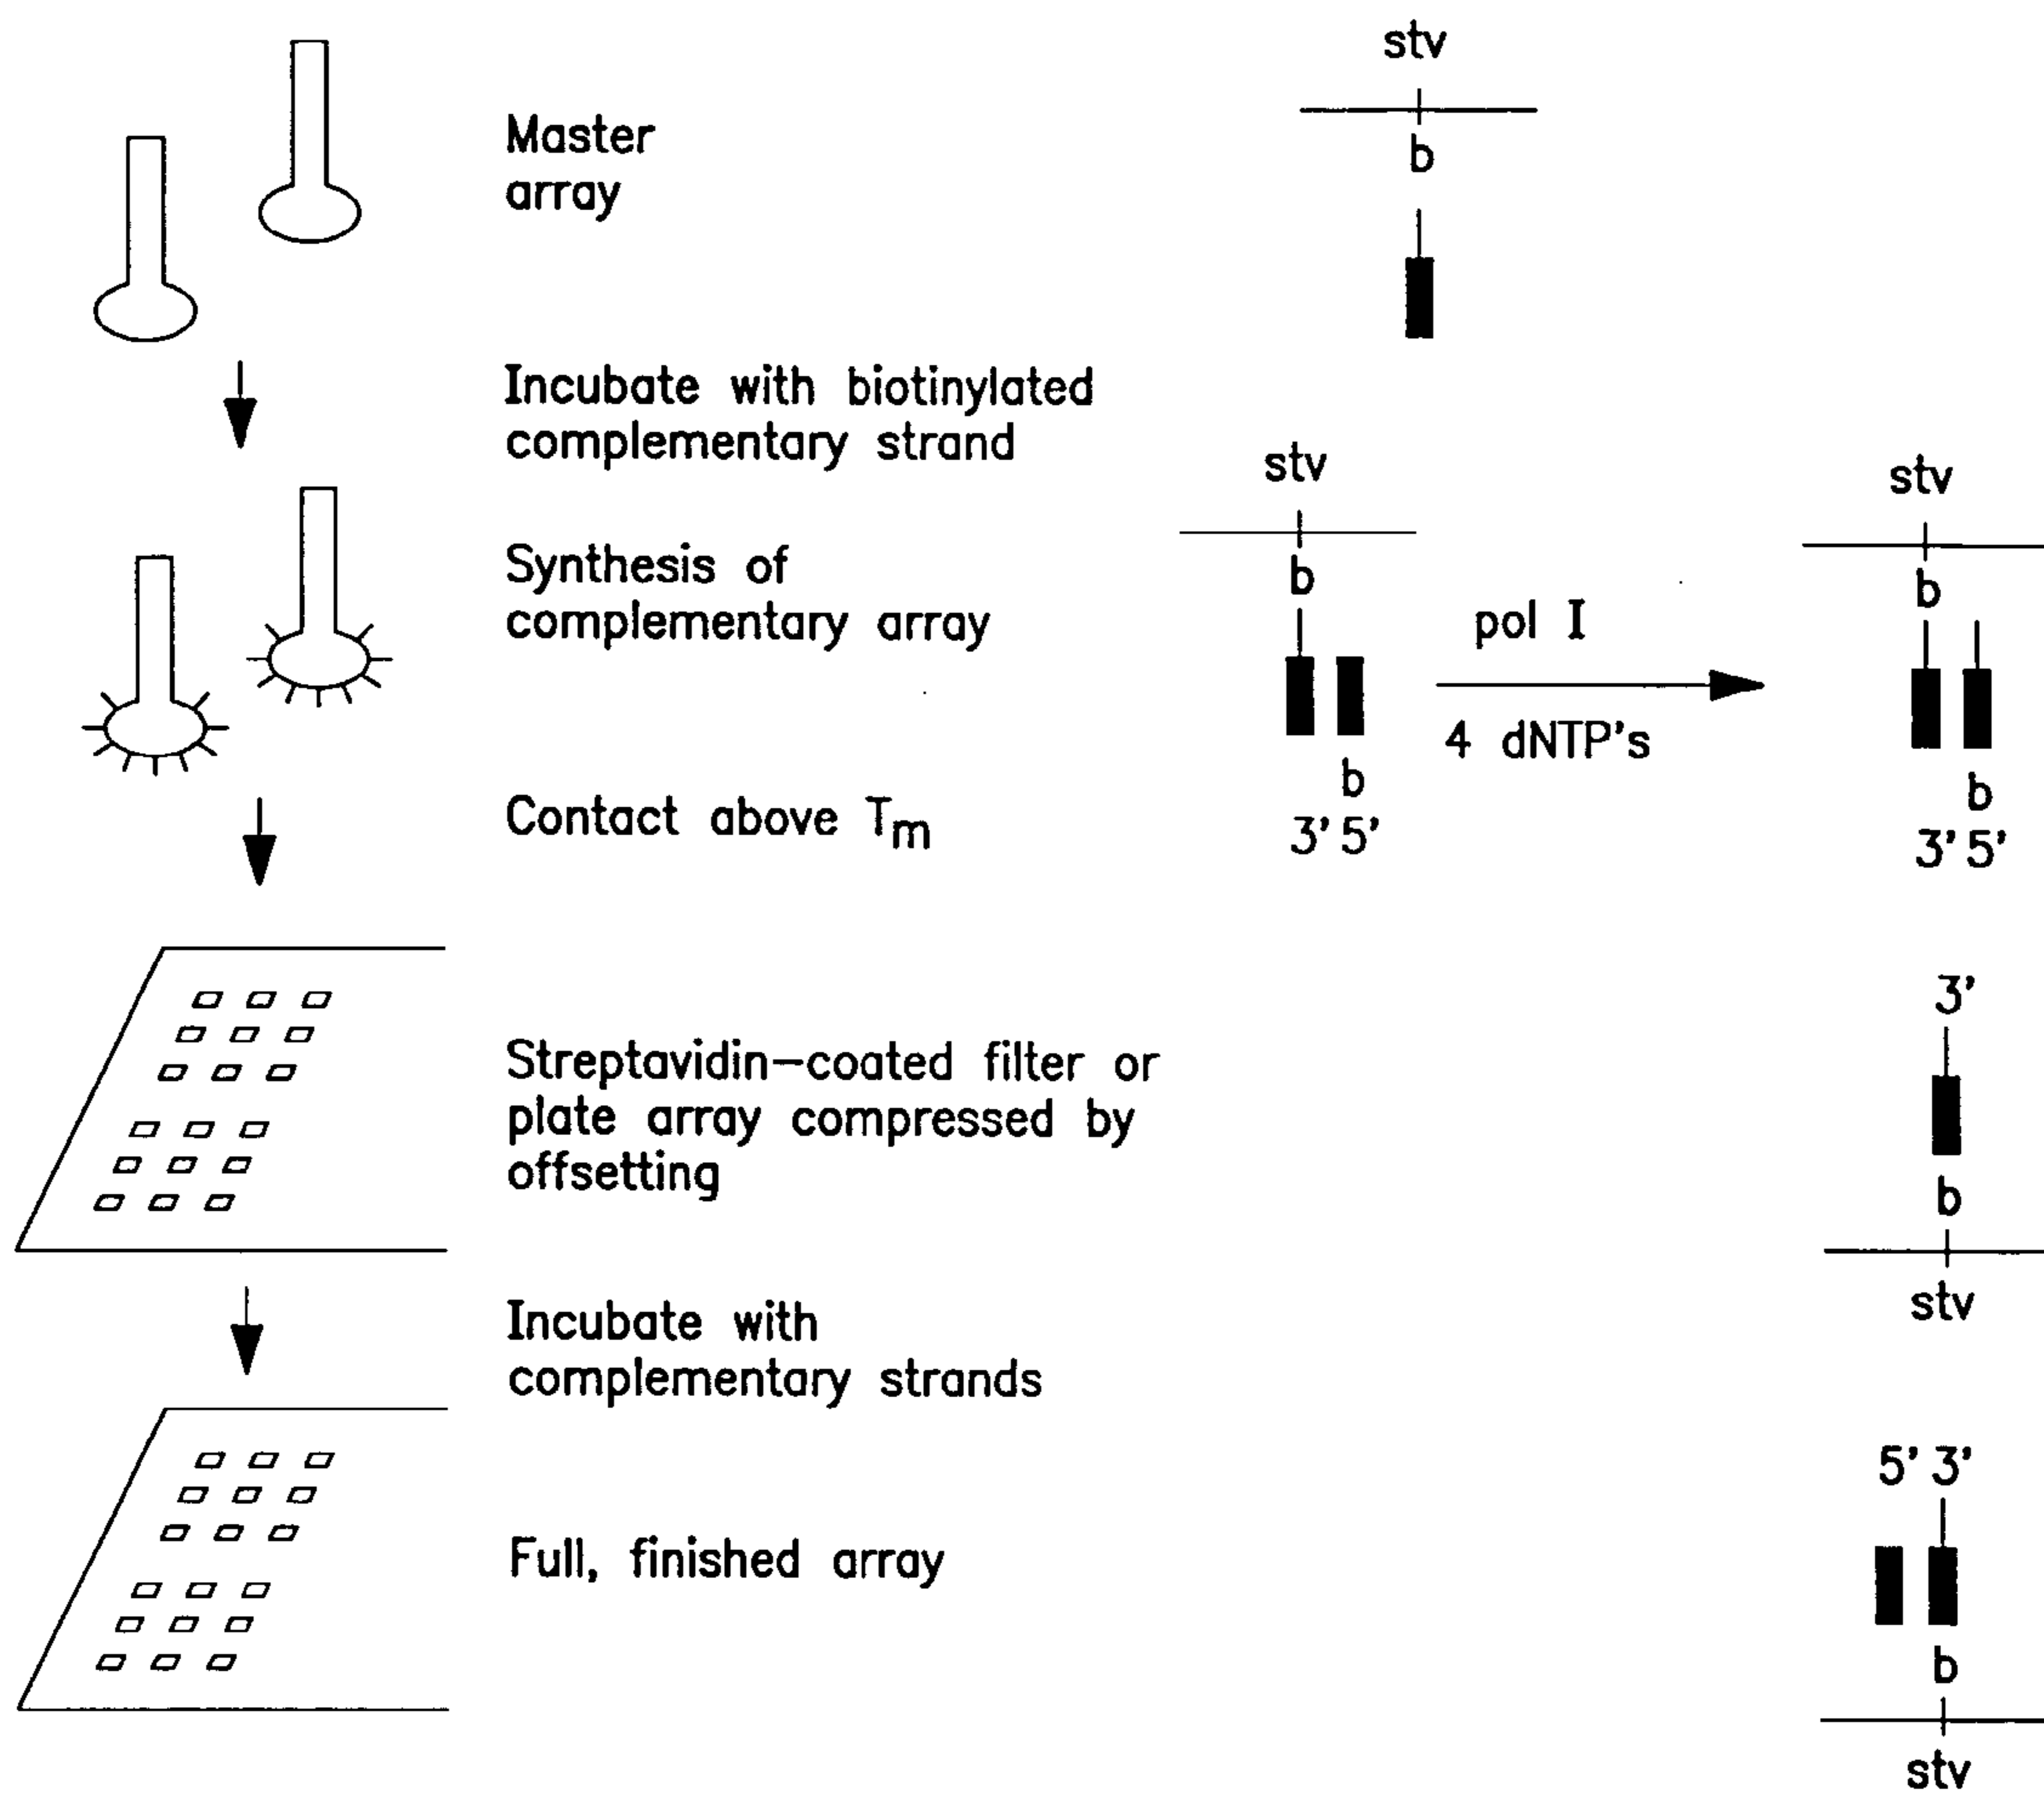 stv
Master
array
b
Incubate with biotinylated
complementary strand
stv
stv
Synthesis of
complementary array
b
b
pol I
4 dNTP's
b
b
Contact above Tm
3' 5'
3' 5'
3'
Streptavidin-coated filter or
plate array compressed by
offsetting
b
stv
Incubate with
complementary strands
5' 3'
Full, finished array
b
stv